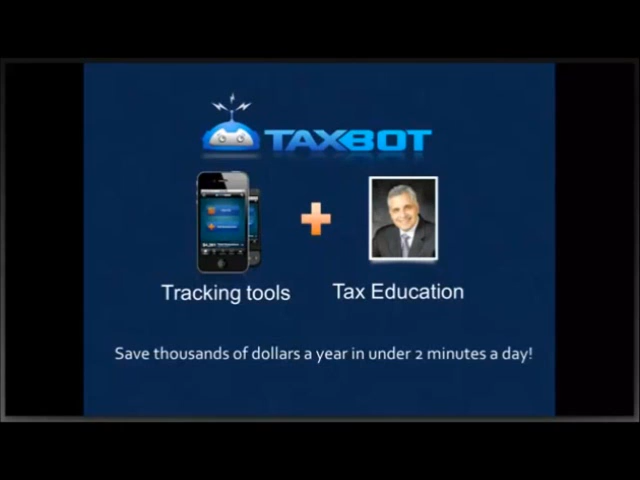 TAXBOT
Tracking tools
Tax Education
Save thousands of dollars a year in under 2 minutes a day!